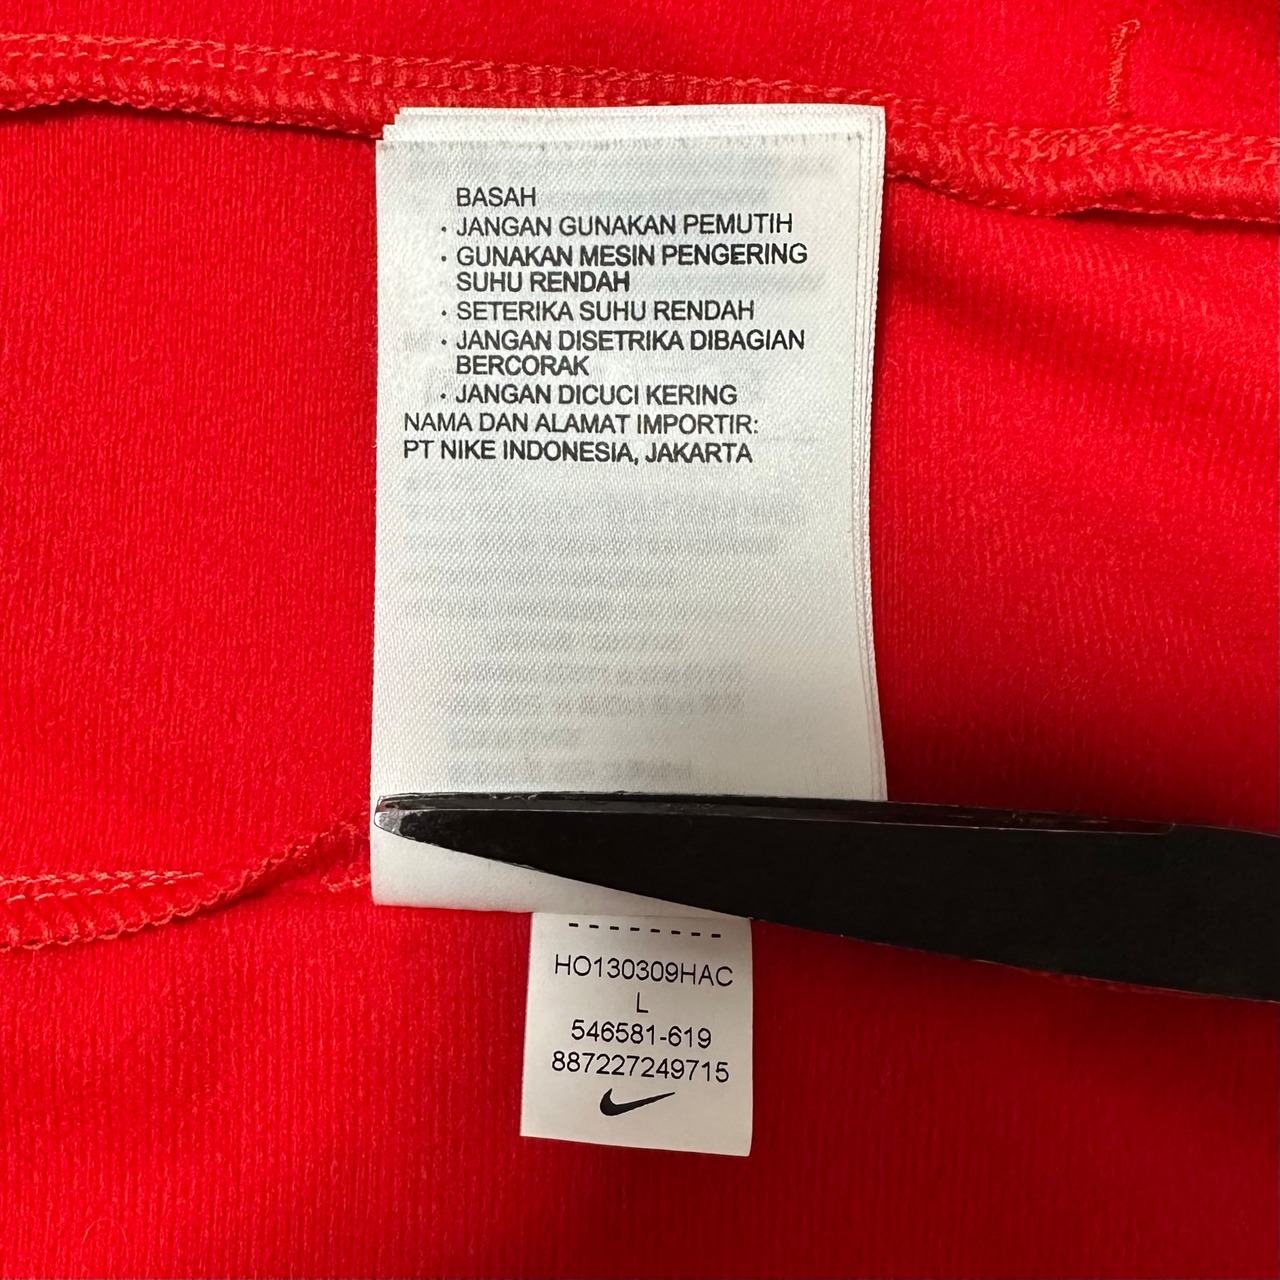 BASAH
· JANGAN GUNAKAN PEMUTIH
· GUNAKAN MESIN PENGERING
SUHU RENDAH
· SETERIKA SUHU RENDAH
· JANGAN DISETRIKA DIBAGIAN
BERCORAK
· JANGAN DICUCI KERING
NAMA DAN ALAMAT IMPORTIR:
PT NIKE INDONESIA, JAKARTA
HO130309HAC
L
546581-619
887227249715